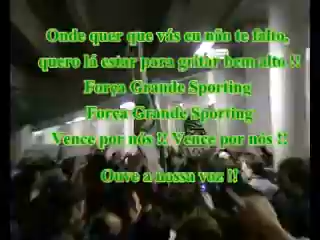 Onde quer que vás eu não te falto,
quero lá estar para gritar bem alto !!
Força Grande Sporting
Força Grande Sporting
Vence por nós !! Vence por nós !!
Ouve a nossa voz !!